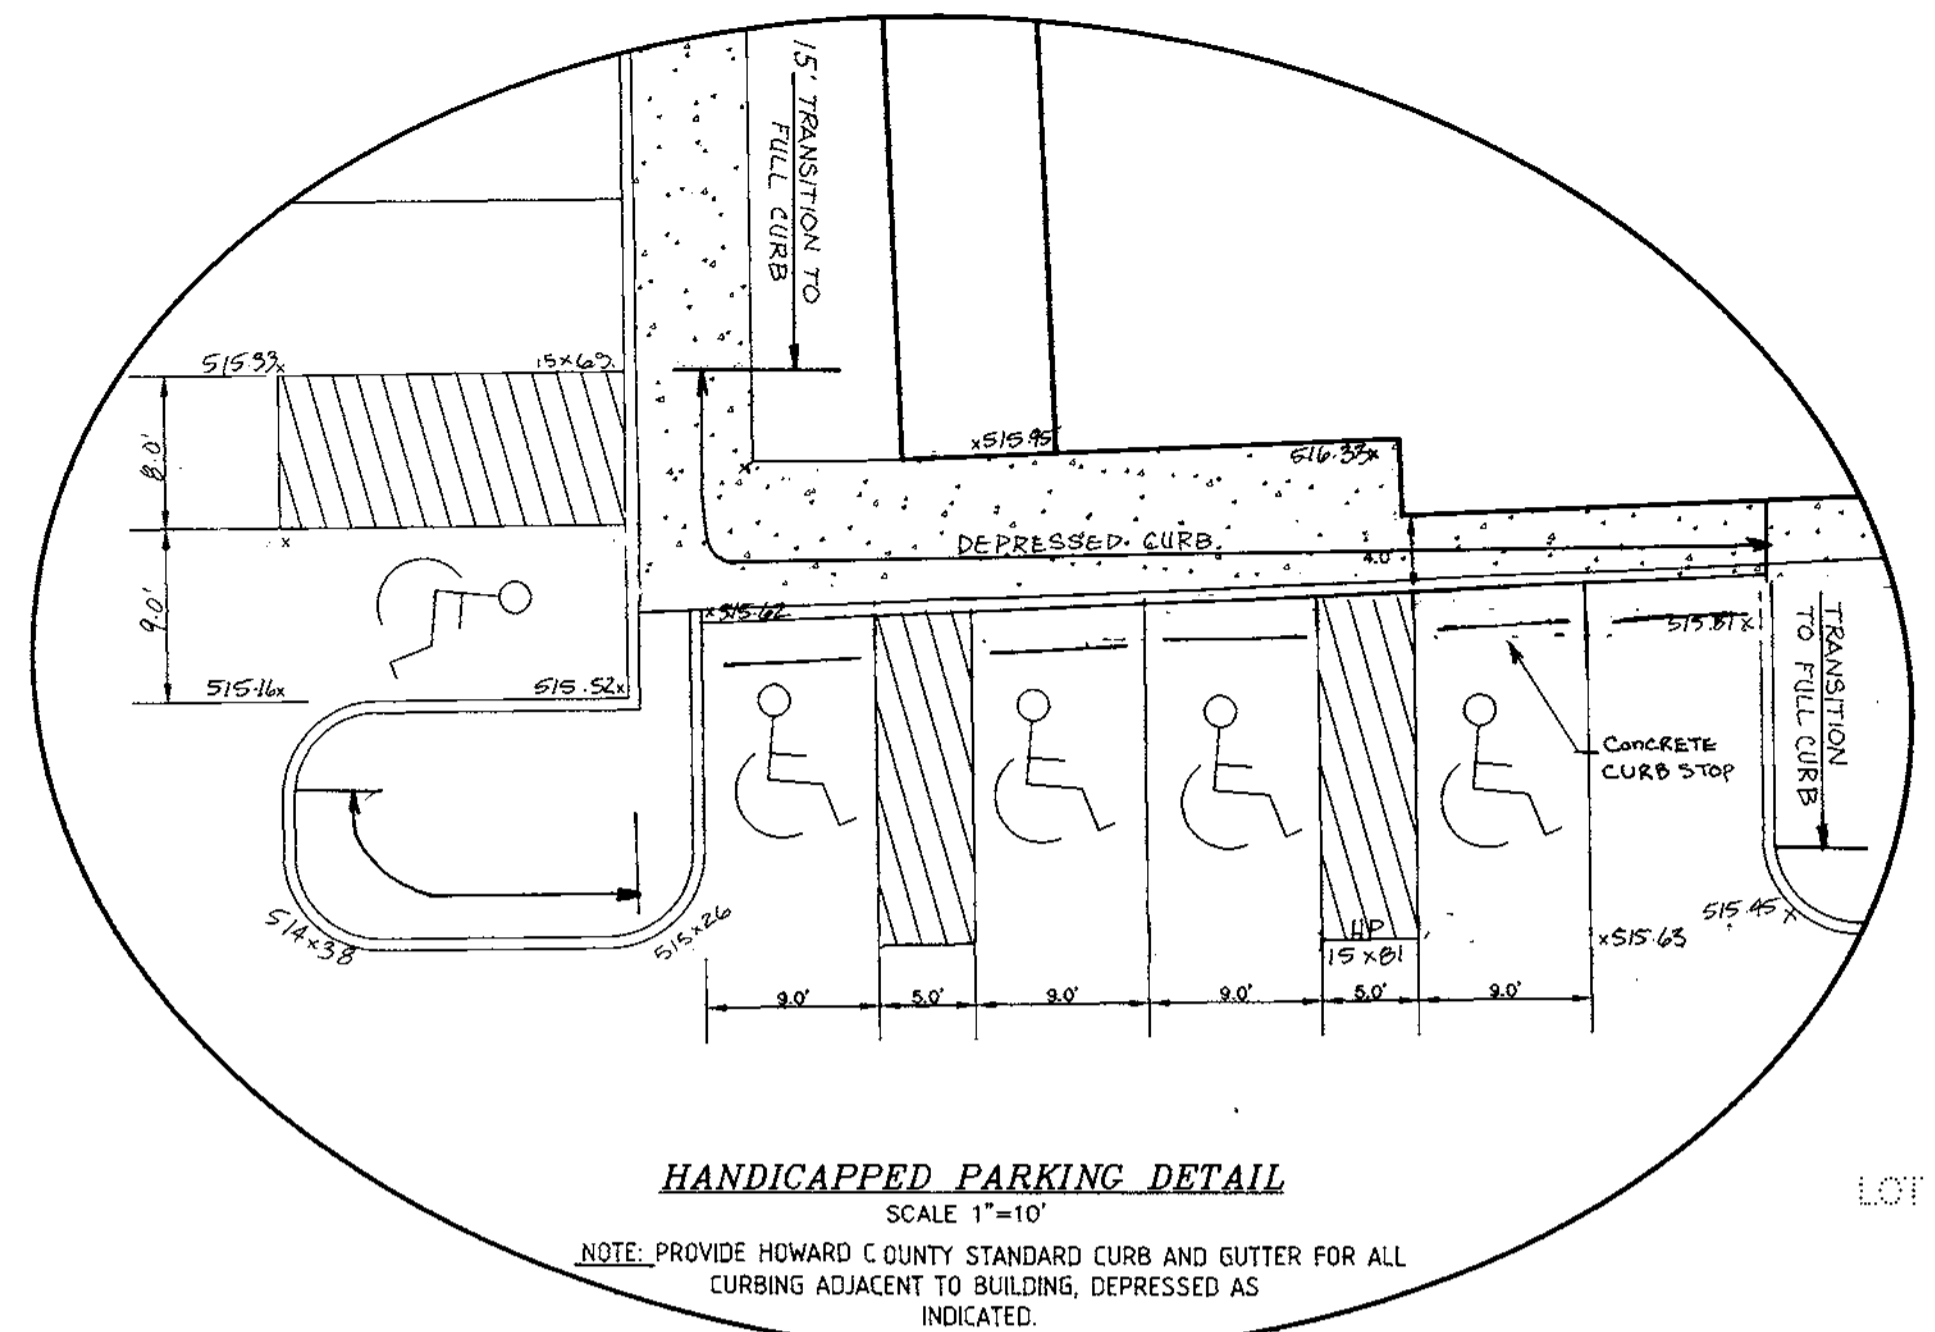 15' TRANSITION TO
FULL CURB
515.93x
15x69
8.0'
x515.95
516.33x
DEPRESSED CURB
4.0
9.0'
x515.62
515.81x
TRANSITION
TO FULL CURB
515.16x
515.52x
CONCRETE
CURB STOP
514x38
515x26
HP
15x81
515.45x
x515.63
9.0'
5.0'
9.0'
9.0'
5.0'
9.0'
HANDICAPPED PARKING DETAIL
SCALE 1"=10'
LOT
NOTE: PROVIDE HOWARD COUNTY STANDARD CURB AND GUTTER FOR ALL
CURBING ADJACENT TO BUILDING, DEPRESSED AS
INDICATED.